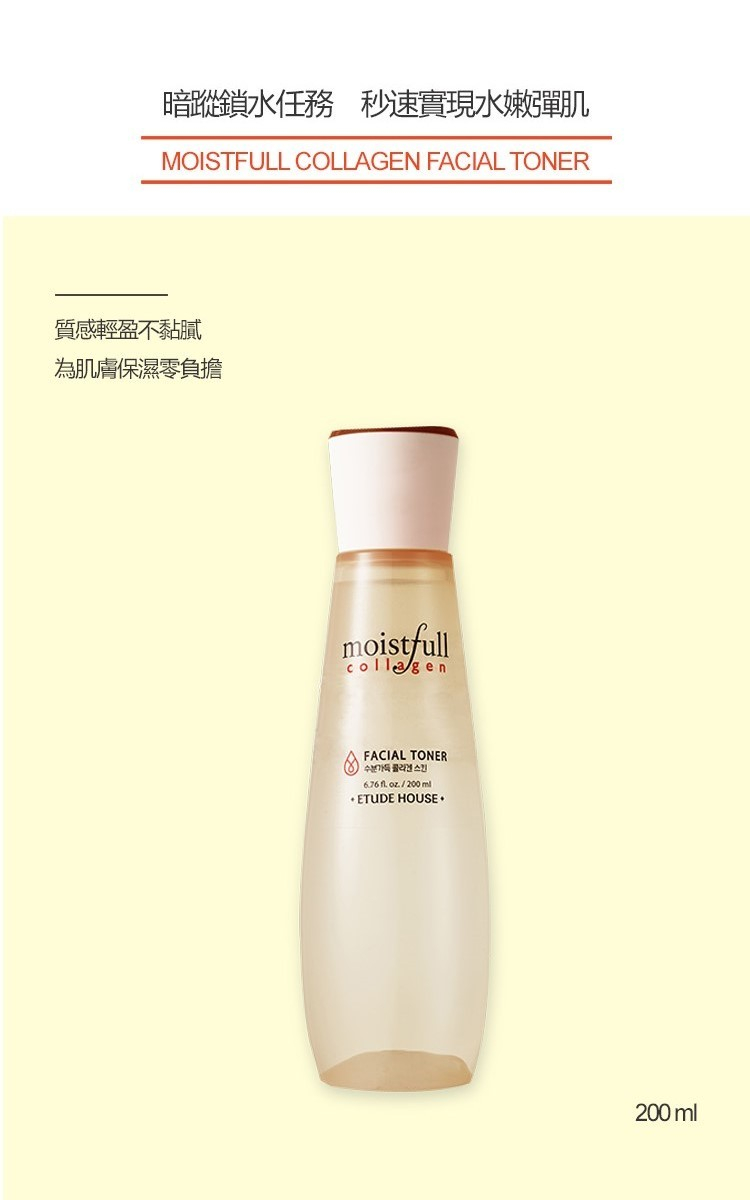 暗蹤鎖水任務　秒速實現水嫩彈肌
MOISTFULL COLLAGEN FACIAL TONER
質感輕盈不黏膩
為肌膚保濕零負擔
moistfull
collagen
FACIAL TONER
수분가득 콜라겐 스킨
6.76 fl. oz. / 200 ml
ETUDE HOUSE
200 ml